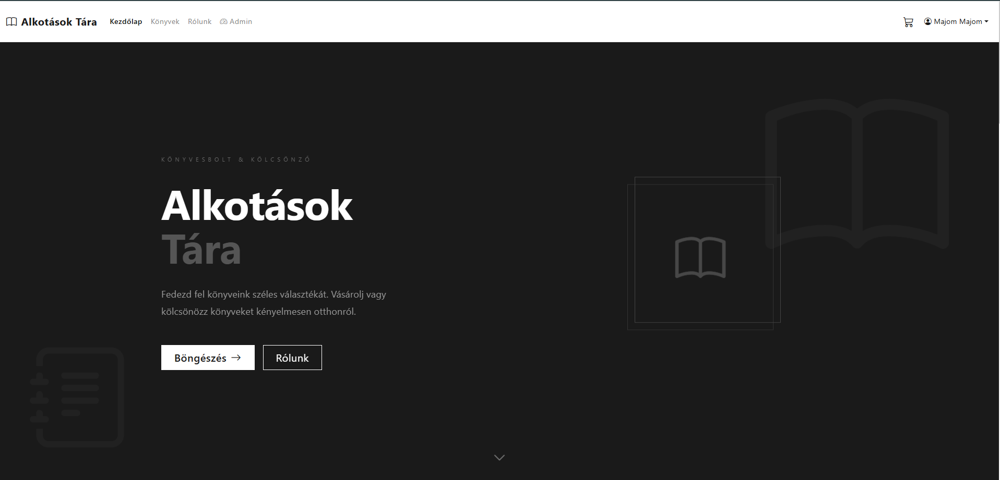 Alkotások Tára
Kezdőlap
Könyvek
Rólunk
Admin
Majom Majom
KÖNYVESBOLT & KÖLCSÖNZŐ
Alkotások
Tára
Fedezd fel könyveink széles választékát. Vásárolj vagy
kölcsönözz könyveket kényelmesen otthonról.
Böngészés →
Rólunk